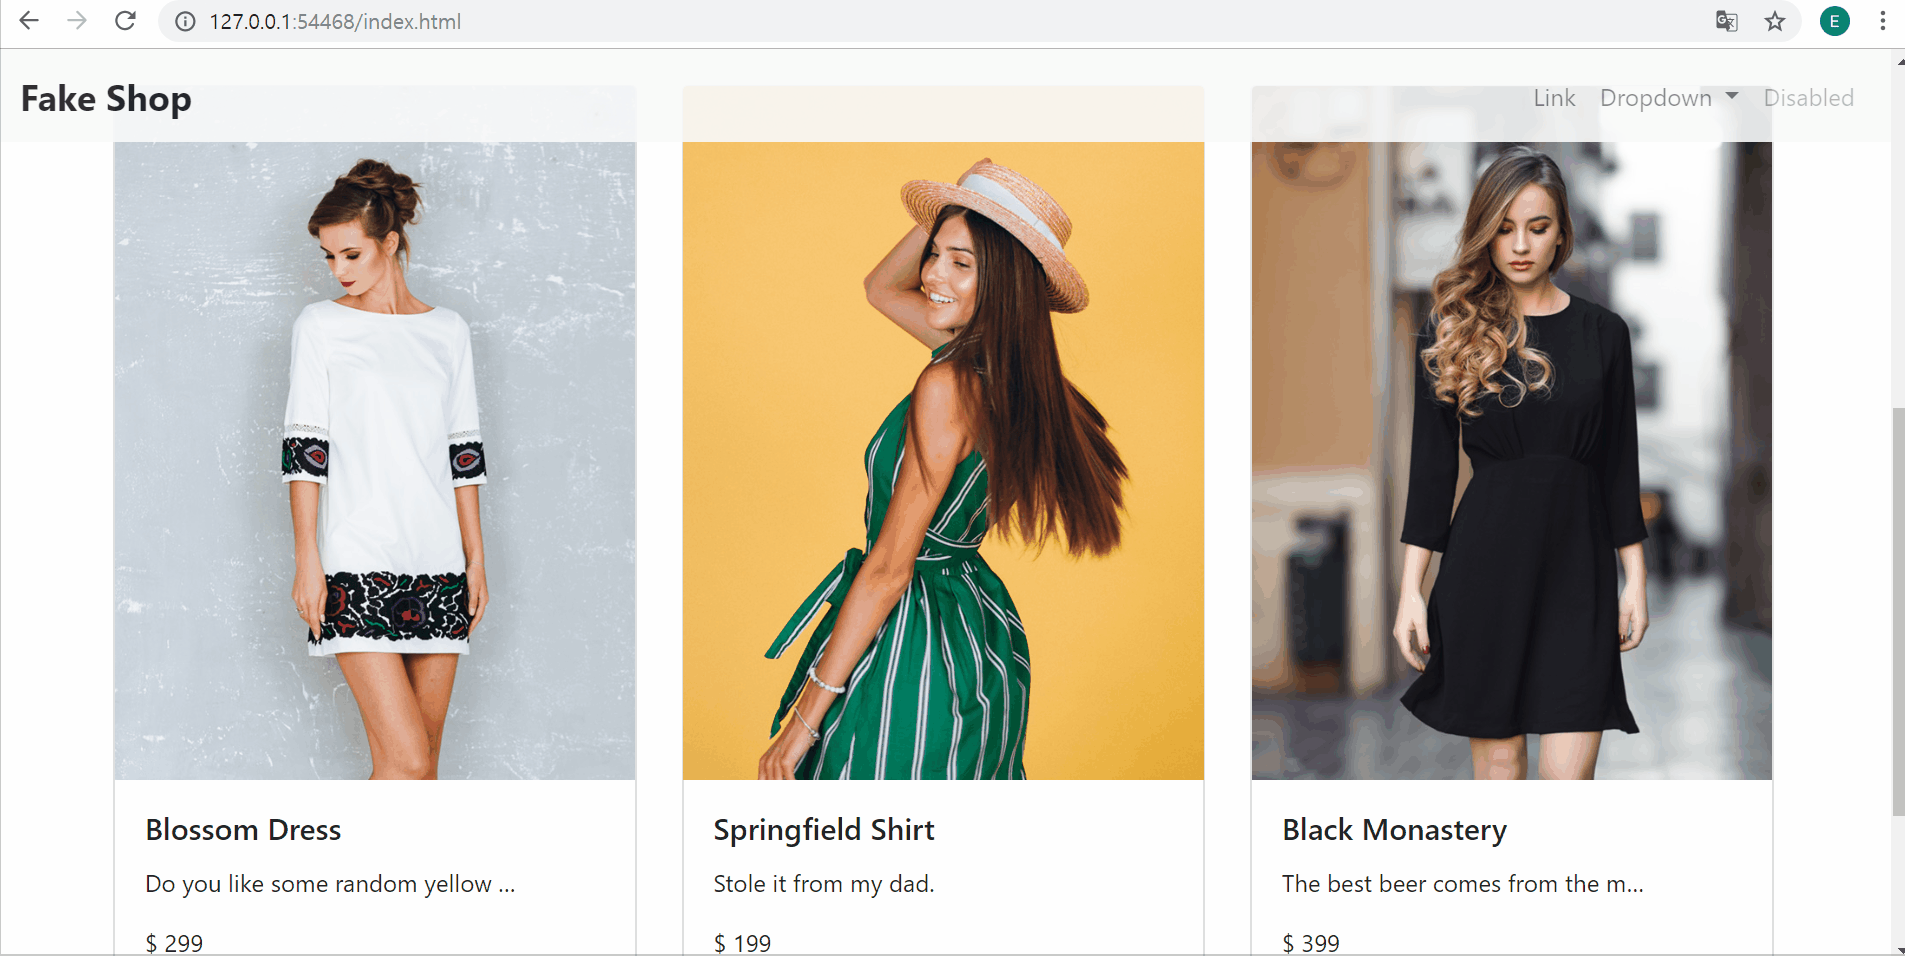 127.0.0.1:54468/index.html
E
Fake Shop
Link Dropdown Disabled
Blossom Dress
Do you like some random yellow ...
$ 299
Springfield Shirt
Stole it from my dad.
$ 199
Black Monastery
The best beer comes from the m...
$ 399